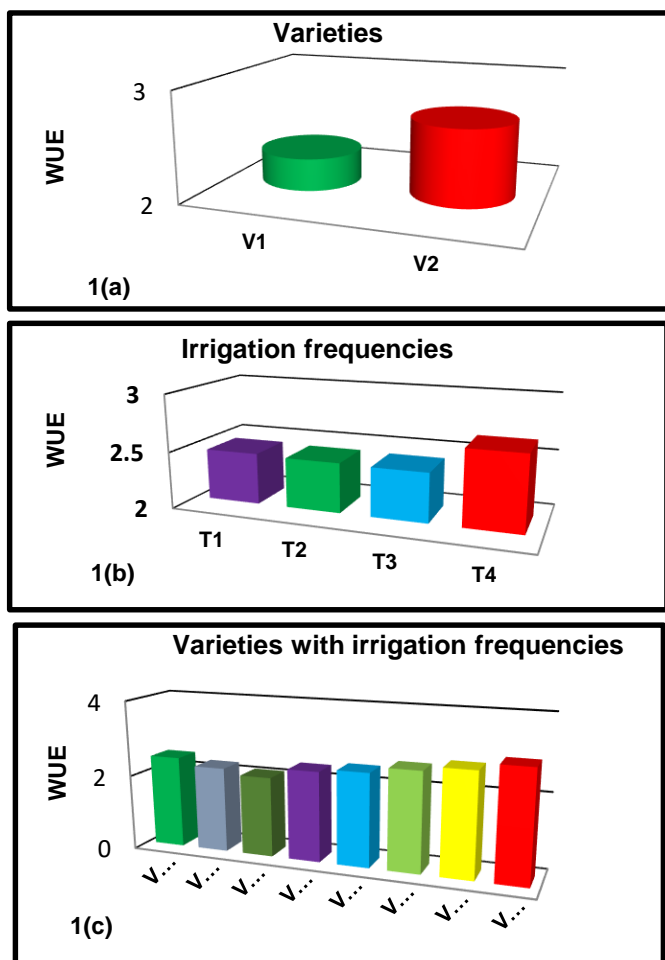 Varieties
3
WUE
2
V1
V2
1(a)
Irrigation frequencies
3
WUE
2.5
2
T1
T2
T3
T4
1(b)
Varieties with irrigation frequencies
4
WUE
2
0
V... V... V... V... V... V... V... V...
1(c)